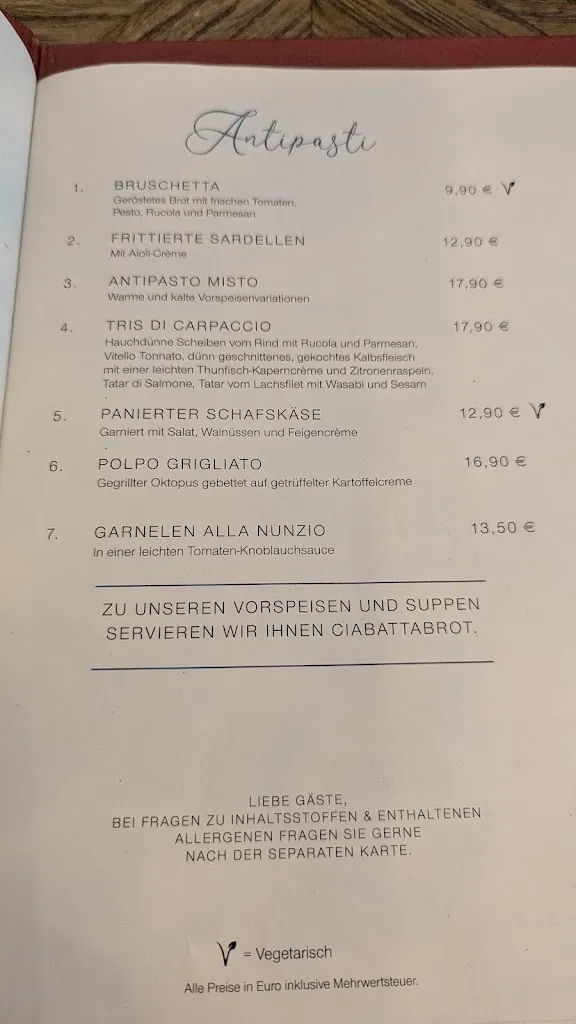 Antipasti
1. BRUSCHETTA 9,90 € V
Geröstetes Brot mit frischen Tomaten,
Pesto, Rucola und Parmesan
2. FRITTIERTE SARDELLEN 12,90 €
Mit Aioli-Crème
3. ANTIPASTO MISTO 17,90 €
Warme und kalte Vorspeisenvariationen
4. TRIS DI CARPACCIO 17,90 €
Hauchdünne Scheiben vom Rind mit Rucola und Parmesan,
Vitello Tonnato, dünn geschnittenes, gekochtes Kalbsfleisch
mit einer leichten Thunfisch-Kaperncrème und Zitronenraspeln,
Tatar di Salmone, Tatar vom Lachsfilet mit Wasabi und Sesam
5. PANIERTER SCHAFSKÄSE 12,90 € V
Garniert mit Salat, Walnüssen und Feigencrème
6. POLPO GRIGLIATO 16,90 €
Gegrillter Oktopus gebettet auf getrüffelter Kartoffelcreme
7. GARNELEN ALLA NUNZIO 13,50 €
In einer leichten Tomaten-Knoblauchsauce
ZU UNSEREN VORSPEISEN UND SUPPEN
SERVIEREN WIR IHNEN CIABATTABROT.
LIEBE GÄSTE,
BEI FRAGEN ZU INHALTSSTOFFEN & ENTHALTENEN
ALLERGENEN FRAGEN SIE GERNE
NACH DER SEPARATEN KARTE.
V = Vegetarisch
Alle Preise in Euro inklusive Mehrwertsteuer.